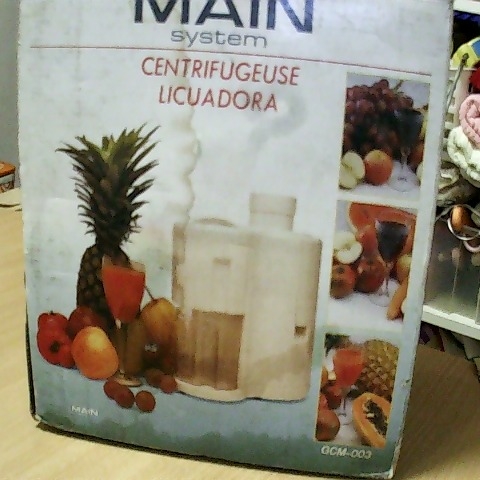 MAIN
system
CENTRIFUGEUSE
LICUADORA
MAIN
GCM-003